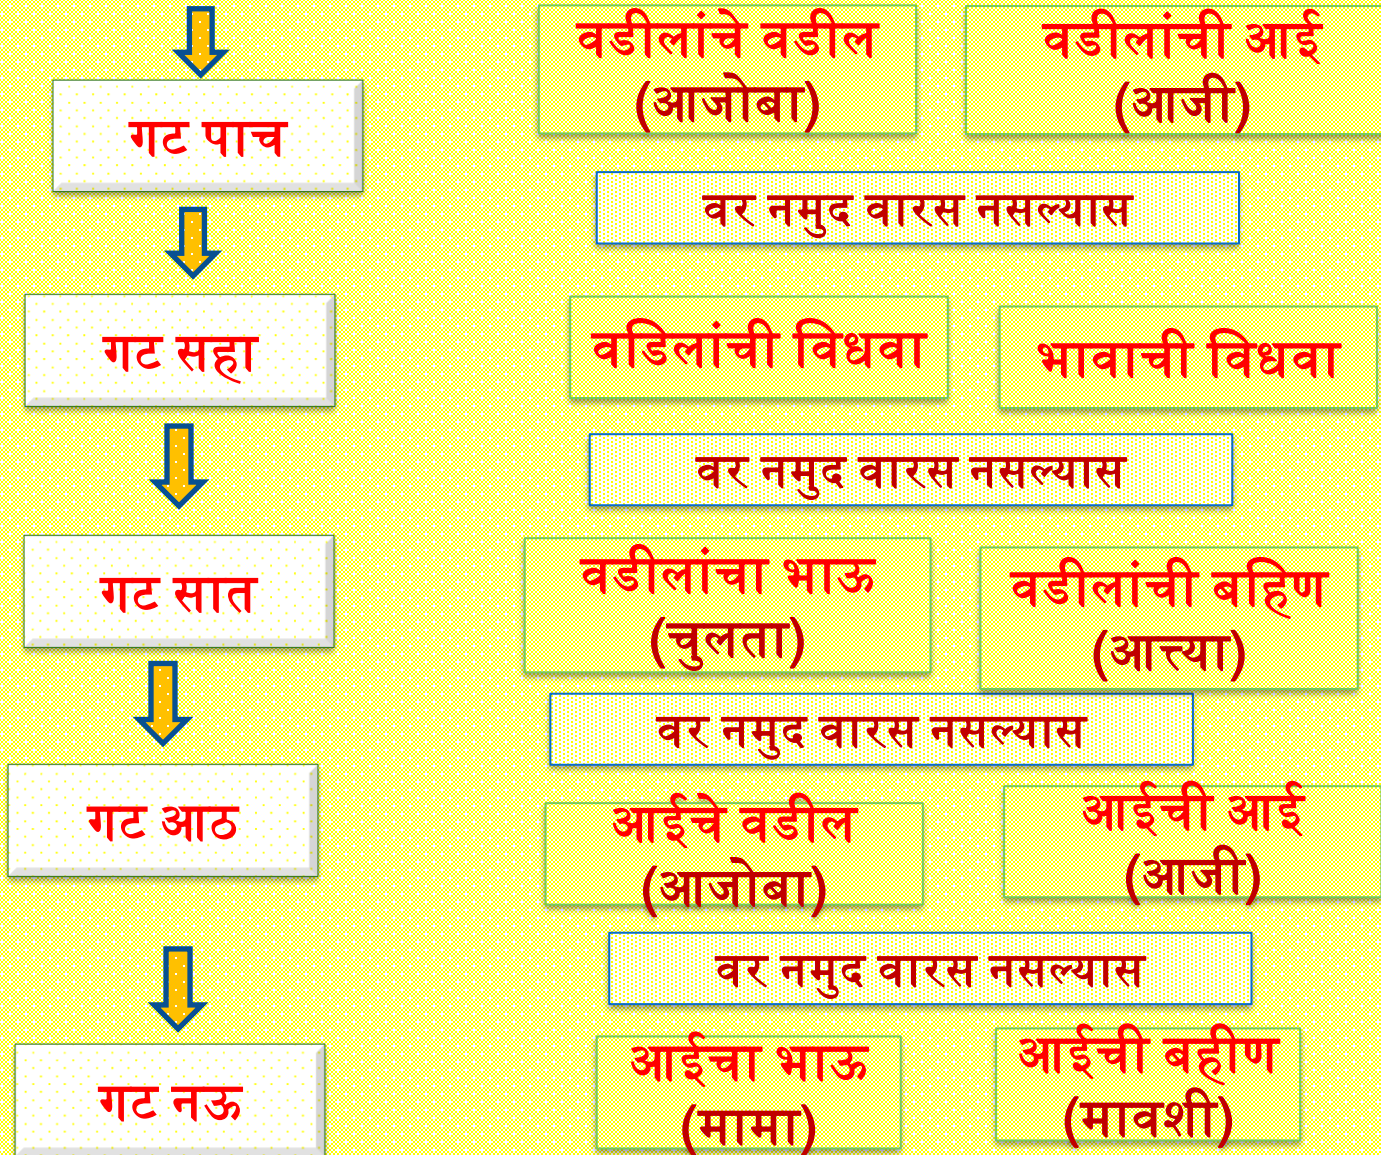 वडीलांचे वडील
(आजोबा)
वडीलांची आई
(आजी)
गट पाच
वर नमुद वारस नसल्यास
गट सहा
वडिलांची विधवा
भावाची विधवा
वर नमुद वारस नसल्यास
गट सात
वडीलांचा भाऊ
(चुलता)
वडीलांची बहिण
(आत्त्या)
वर नमुद वारस नसल्यास
गट आठ
आईचे वडील
(आजोबा)
आईची आई
(आजी)
वर नमुद वारस नसल्यास
गट नऊ
आईचा भाऊ
(मामा)
आईची बहीण
(मावशी)